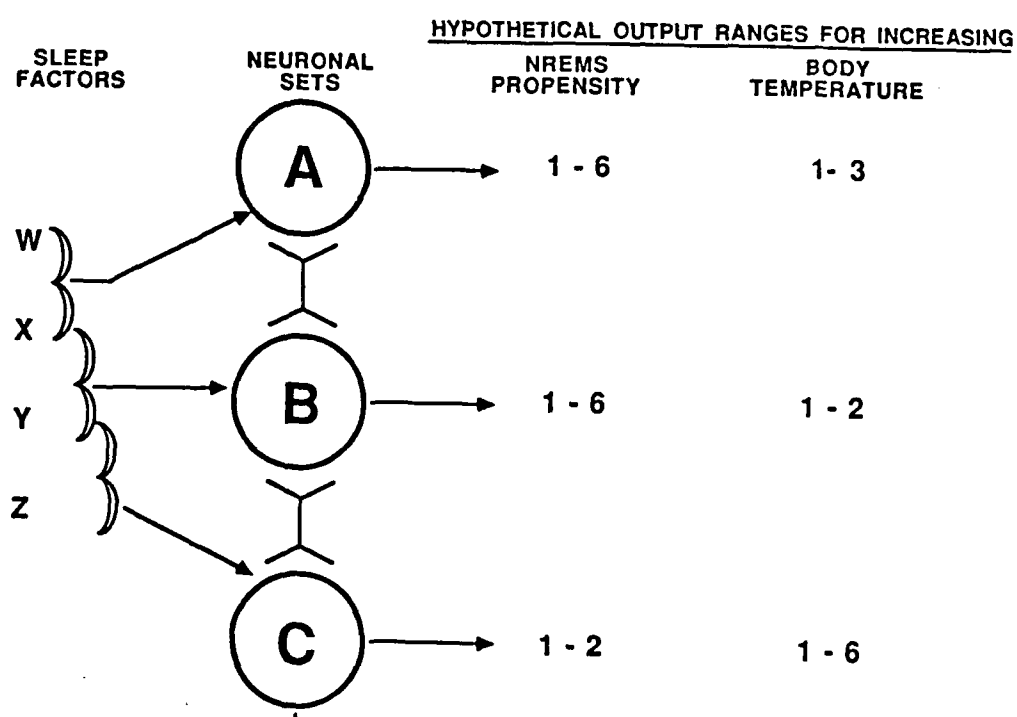 HYPOTHETICAL OUTPUT RANGES FOR INCREASING
SLEEP FACTORS
NEURONAL SETS
NREMS PROPENSITY
BODY TEMPERATURE
A
1 - 6
1- 3
W
X
B
1 - 6
1 - 2
Y
Z
C
1 - 2
1 - 6